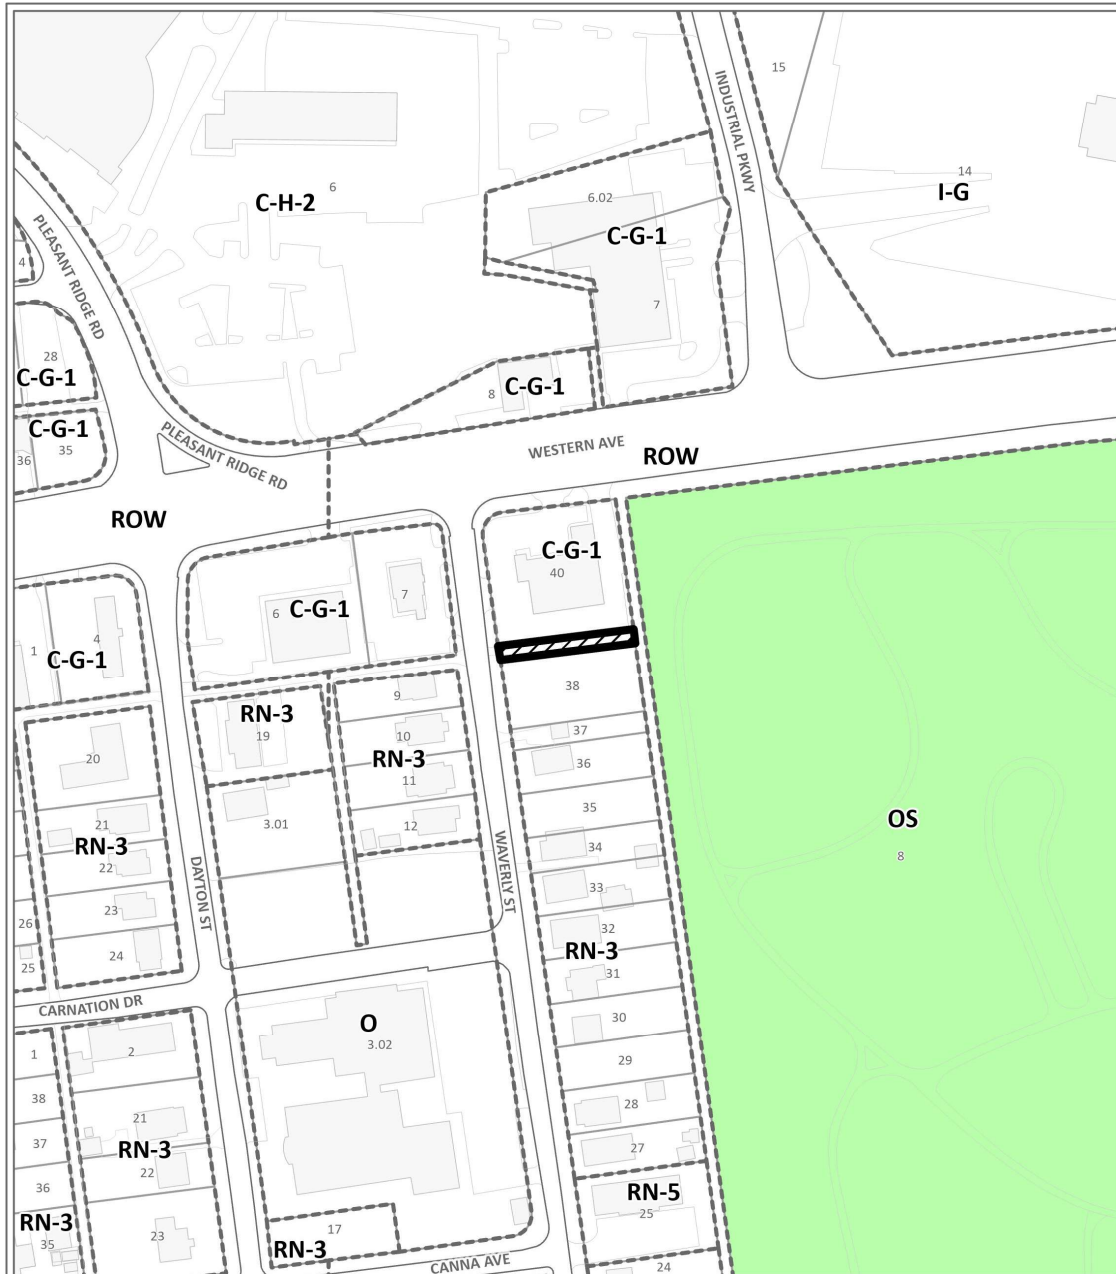 15
INDUSTRIAL PKWY
14
I-G
6
C-H-2
6.02
C-G-1
7
PLEASANT RIDGE RD
4
28
C-G-1
8
C-G-1
C-G-1
35
36
PLEASANT RIDGE RD
WESTERN AVE
ROW
ROW
C-G-1
40
6
C-G-1
7
1
4
C-G-1
38
9
RN-3
19
10
RN-3
11
12
37
36
35
20
21
RN-3
22
23
24
26
25
3.01
DAYTON ST
WAVERLY ST
34
33
32
RN-3
31
30
29
28
27
OS
8
CARNATION DR
O
3.02
1
2
38
37
36
21
RN-3
22
RN-3
35
23
17
RN-3
CANNA AVE
RN-5
25
24